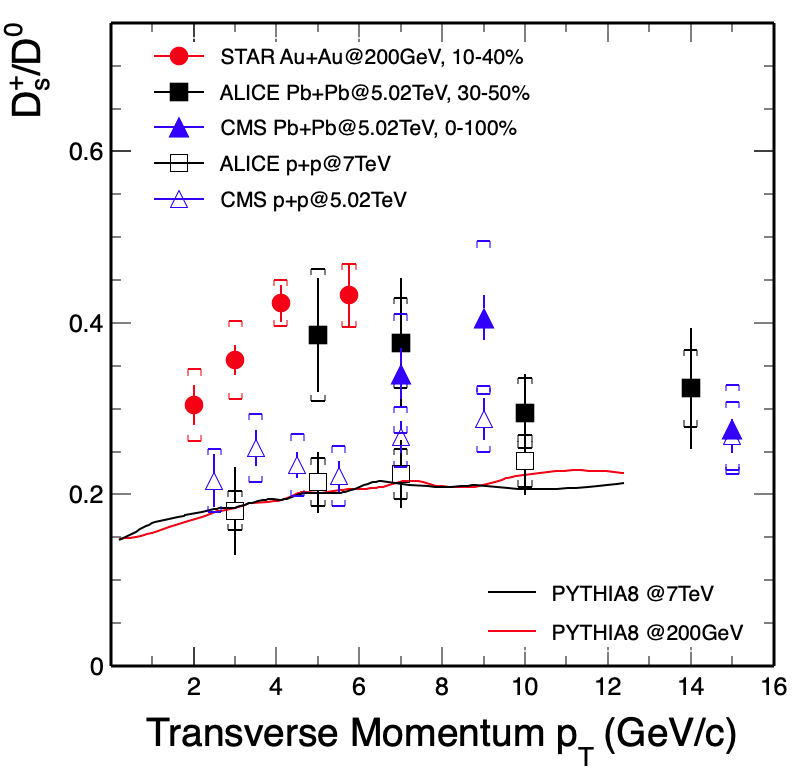 D_s^+/D^0
STAR Au+Au@200GeV, 10-40%
ALICE Pb+Pb@5.02TeV, 30-50%
CMS Pb+Pb@5.02TeV, 0-100%
ALICE p+p@7TeV
CMS p+p@5.02TeV
0.6
0.4
0.2
0
PYTHIA8 @7TeV
PYTHIA8 @200GeV
2 4 6 8 10 12 14 16
Transverse Momentum p_T (GeV/c)